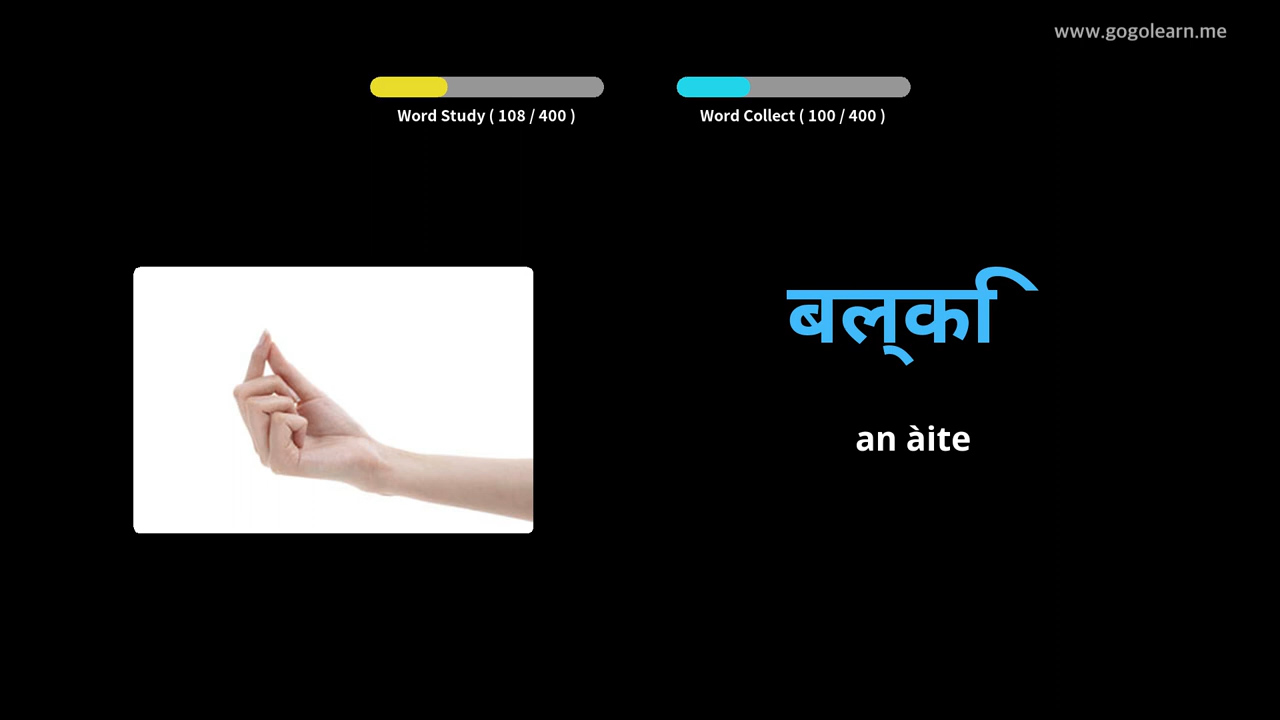 www.gogolearn.me
Word Study ( 108 / 400 )
Word Collect ( 100 / 400 )
बल्कि
an àite